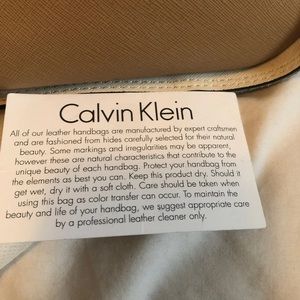 Calvin Klein
All of our leather handbags are manufactured by expert craftsmen
and are fashioned from hides carefully selected for their natural
beauty. Some markings and irregularities may be apparent,
however these are natural characteristics that contribute to the
unique beauty of each handbag. Protect your handbag from
the elements as best you can. Keep this product dry. Should it
get wet, dry it with a soft cloth. Care should be taken when
using this bag as color transfer can occur. To maintain the
beauty and life of your handbag, we suggest appropriate care
by a professional leather cleaner only.